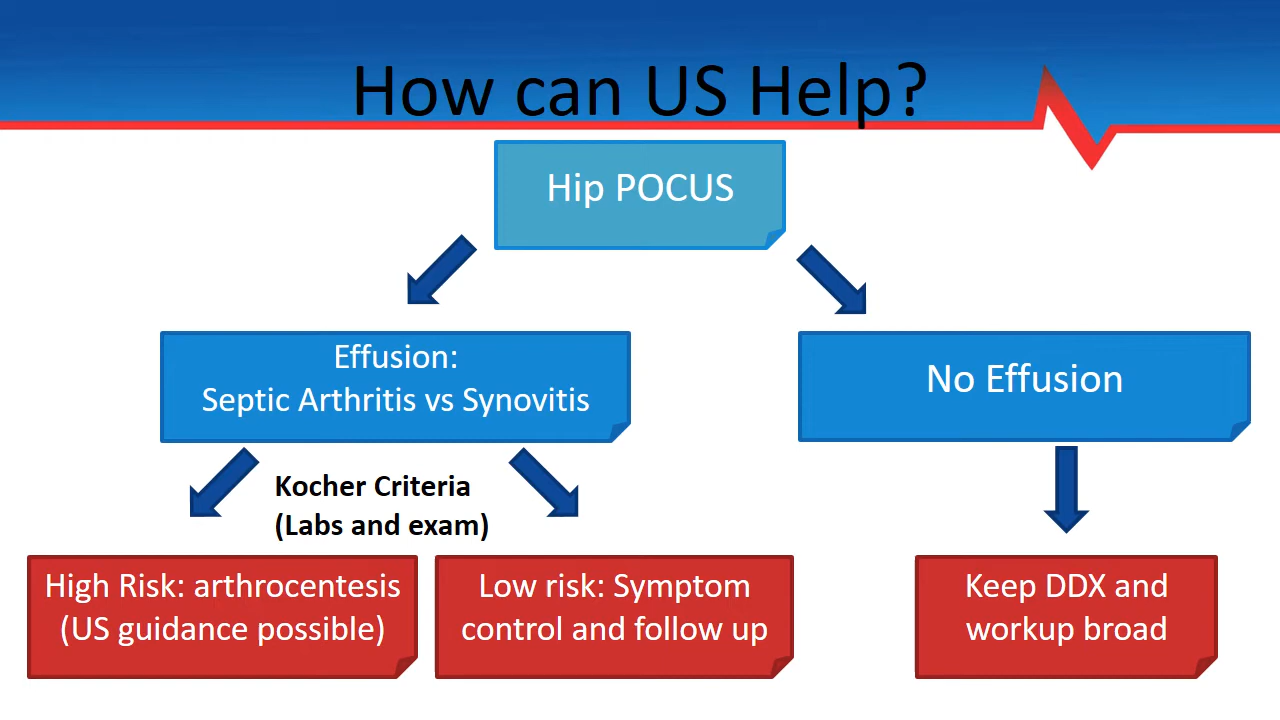 How can US Help?
Hip POCUS
Effusion:
Septic Arthritis vs Synovitis
No Effusion
Kocher Criteria
(Labs and exam)
High Risk: arthrocentesis
(US guidance possible)
Low risk: Symptom
control and follow up
Keep DDX and
workup broad